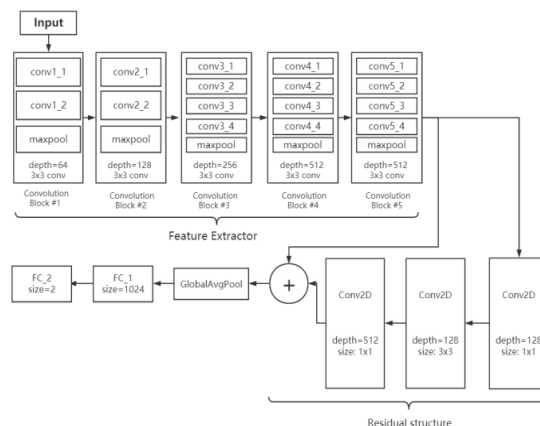 Input
conv1_1
conv1_2
maxpool
depth=64
3x3 conv
Convolution
Block #1
conv2_1
conv2_2
maxpool
depth=128
3x3 conv
Convolution
Block #2
conv3_1
conv3_2
conv3_3
conv3_4
maxpool
depth=256
3x3 conv
Convolution
Block #3
conv4_1
conv4_2
conv4_3
conv4_4
maxpool
depth=512
3x3 conv
Convolution
Block #4
conv5_1
conv5_2
conv5_3
conv5_4
maxpool
depth=512
3x3 conv
Convolution
Block #5
Feature Extractor
FC_2
size=2
FC_1
size=1024
GlobalAvgPool
+
Conv2D
depth=512
size: 1x1
Conv2D
depth=128
size: 3x3
Conv2D
depth=128
size: 1x1
Residual structure